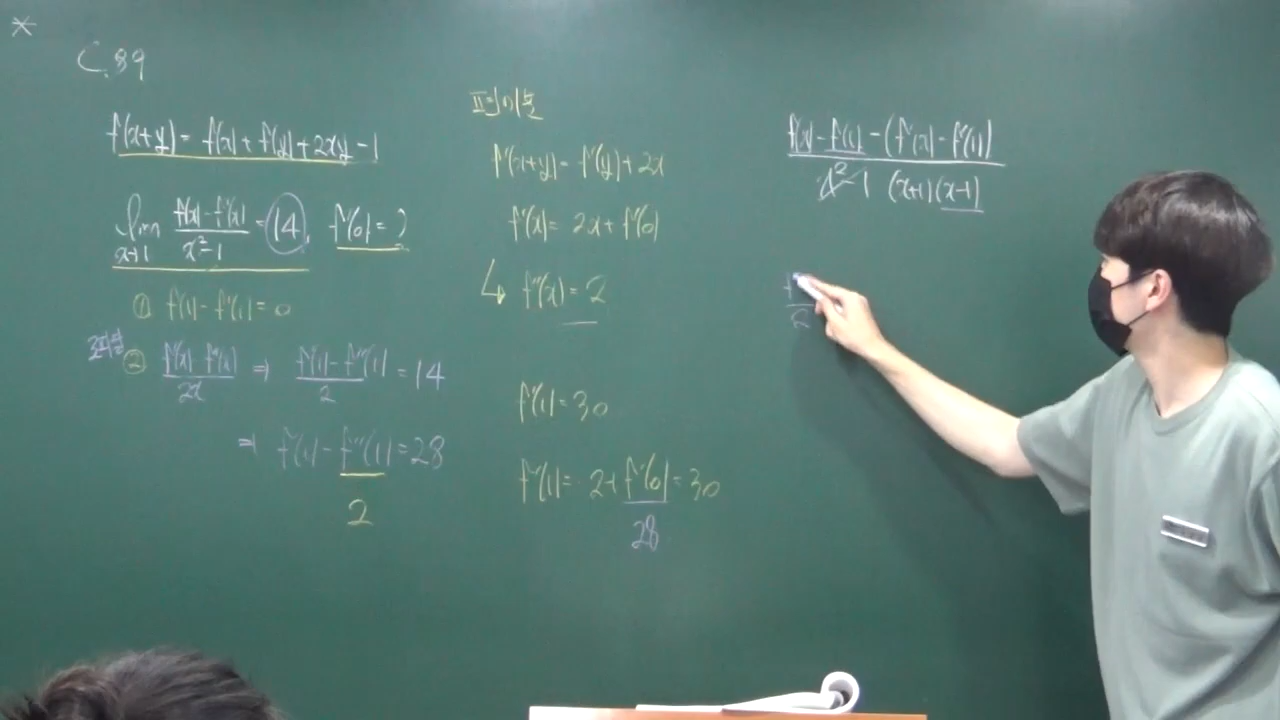 C.89
f(x+y) = f(x) + f(y) + 2xy - 1
lim x→1 (f(x) - f'(x))/(x²-1) = 14, f'(0) = ?
① f(1) - f'(1) = 0
② (f'(x) - f''(x))/2x ⇒ (f'(1) - f''(1))/2 = 14
⇒ f'(1) - f''(1) = 28
2
f'(x+y) = f'(y) + 2x
f'(x) = 2x + f'(0)
↳ f''(x) = 2
f'(1) = 30
f'(1) = 2 + f'(0) = 30
28
f(x) - f(1) - (f'(x) - f'(1))
x²-1 (x+1)(x-1)
2